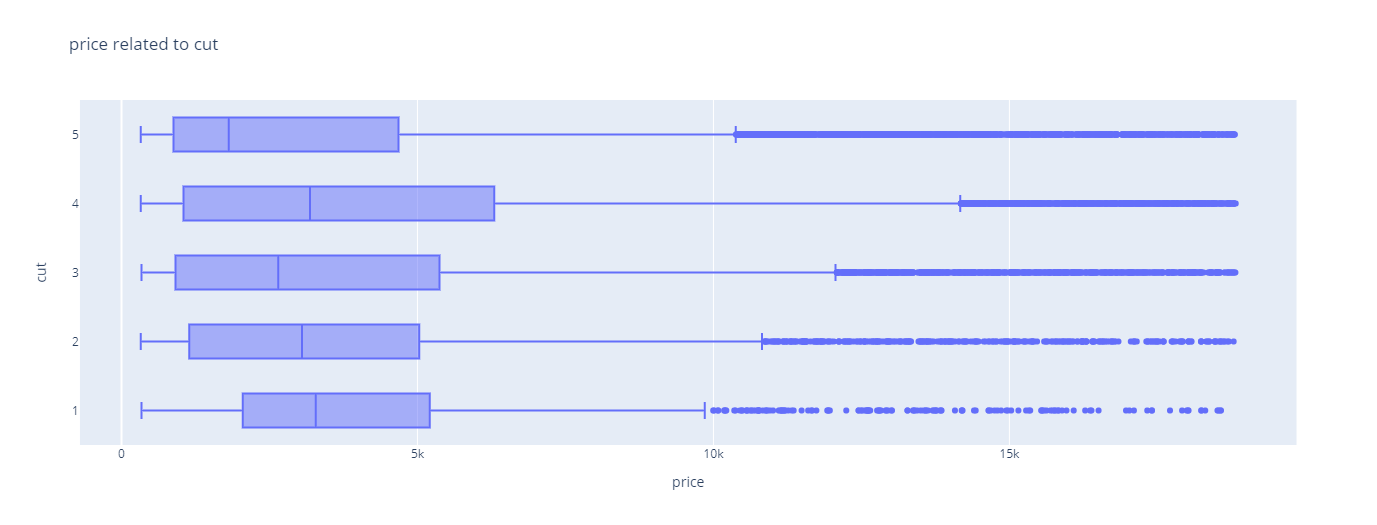 price related to cut
cut
5
4
3
2
1
0 5k 10k 15k
price